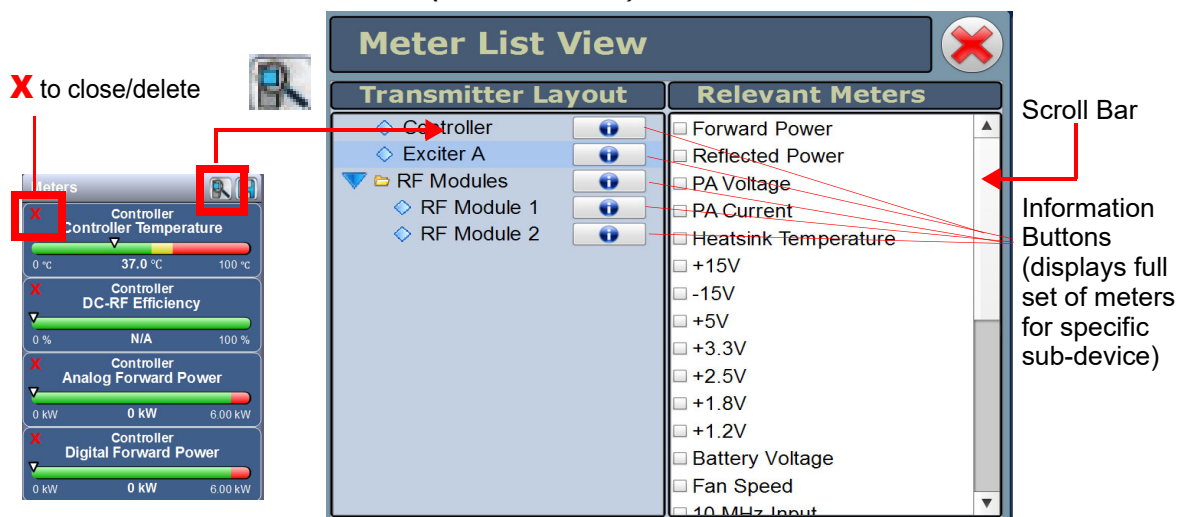 X to close/delete
Meters
X
Controller
Controller Temperature
0 °C 37.0 °C 100 °C
X
Controller
DC-RF Efficiency
0 % N/A 100 %
X
Controller
Analog Forward Power
0 kW 0 kW 6.00 kW
X
Controller
Digital Forward Power
0 kW 0 kW 6.00 kW
Meter List View
Transmitter Layout
Controller
Exciter A
RF Modules
RF Module 1
RF Module 2
Relevant Meters
Forward Power
Reflected Power
PA Voltage
PA Current
Heatsink Temperature
+15V
-15V
+5V
+3.3V
+2.5V
+1.8V
+1.2V
Battery Voltage
Fan Speed
10 MHz Input
Scroll Bar
Information
Buttons
(displays full
set of meters
for specific
sub-device)